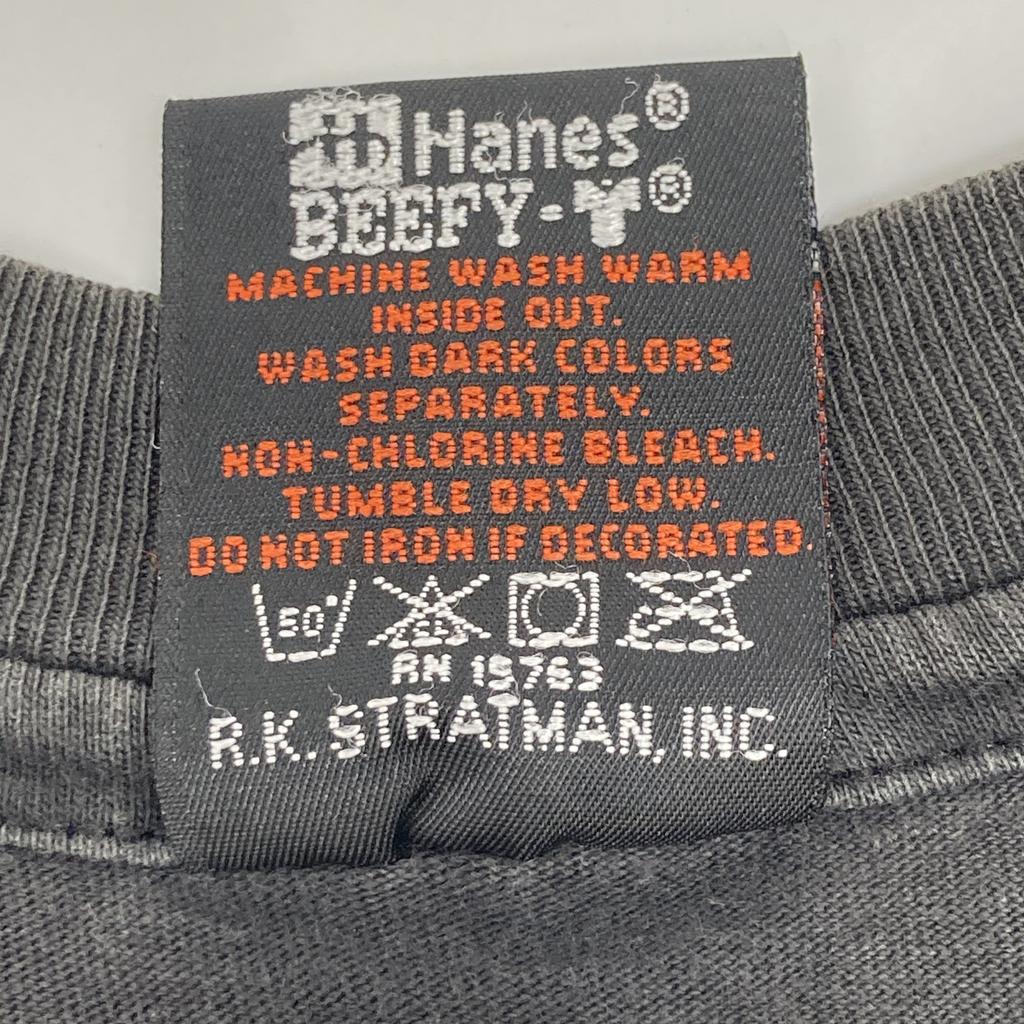 Hanes®
BEEFY-T®
MACHINE WASH WARM
INSIDE OUT.
WASH DARK COLORS
SEPARATELY.
NON-CHLORINE BLEACH.
TUMBLE DRY LOW.
DO NOT IRON IF DECORATED.
RN 15763
R.K. STRATMAN, INC.